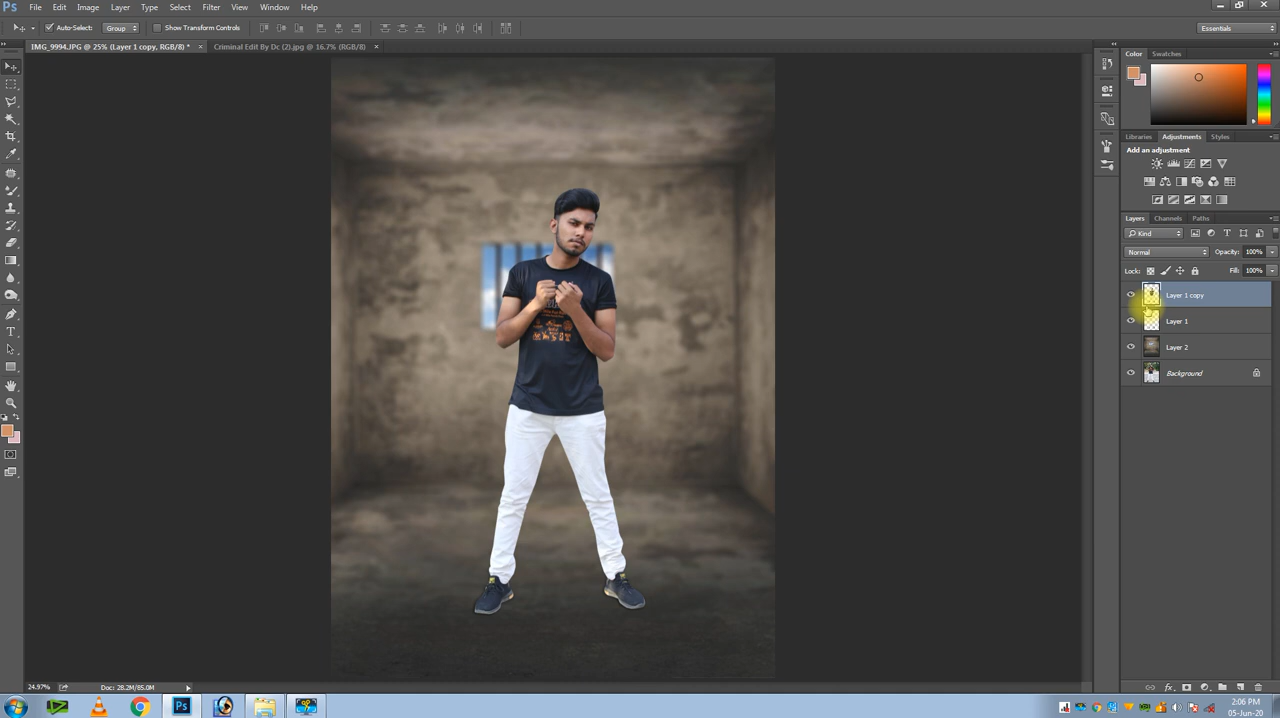 Ps File Edit Image Layer Type Select Filter 3D View Window Help
Auto-Select: Group Show Transform Controls Essentials
IMG_9994.JPG @ 25% (Layer 1 copy, RGB/8) * × Criminal Edit By Dc (2).jpg @ 16.7% (RGB/8) ×
Color Swatches
Libraries Adjustments Styles
Add an adjustment
Layers Channels Paths
Kind
Normal Opacity: 100%
Lock: Fill: 100%
Layer 1 copy
Layer 1
Layer 2
Background
24.97% Doc: 28.2M/85.0M
2:06 PM
05-Jun-20